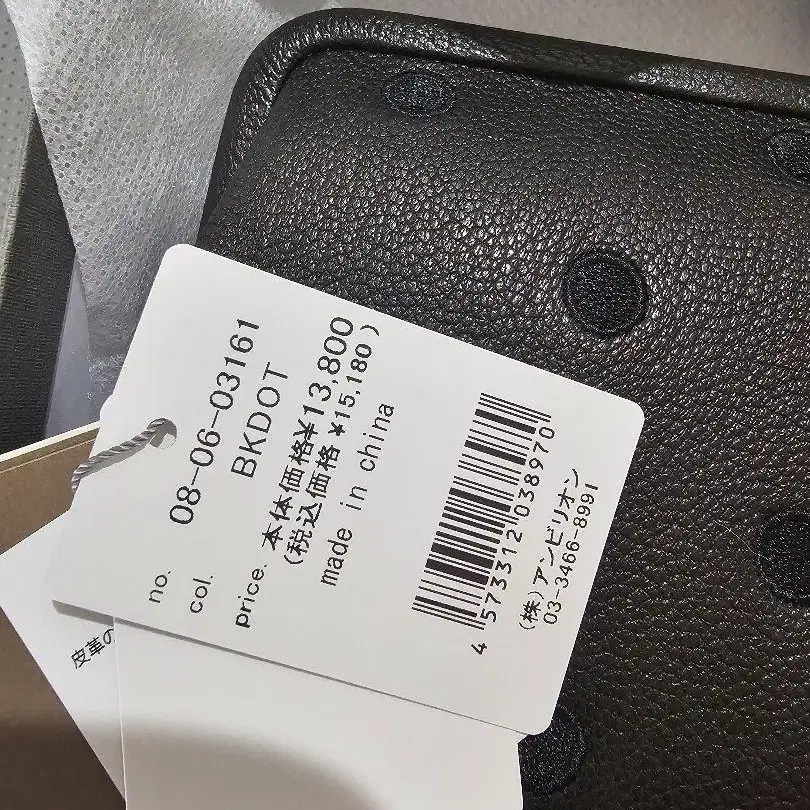 no. 08-06-03161
col. BKDOT
price. 本体価格¥13,800
(税込価格 ¥15,180 )
made in china
4 573312 038970
(株) アンビリオン
03-3466-8991
皮革の